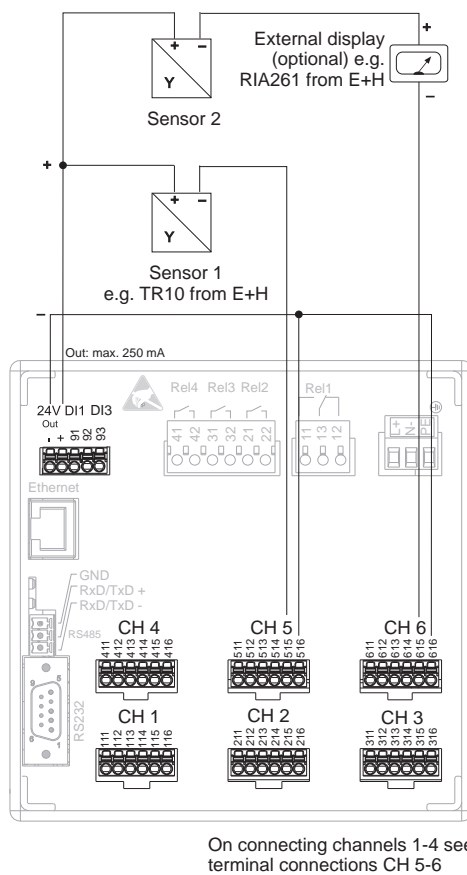 External display
(optional) e.g.
RIA261 from E+H
+
-
+ -
Y
Sensor 2
+
+ -
Y
Sensor 1
e.g. TR10 from E+H
-
Out: max. 250 mA
24V DI1 DI3
Out
- + 91 92 93
Rel4 Rel3 Rel2 Rel1
41 42 31 32 21 22 11 13 12
L+ N- PE
Ethernet
GND
RxD/TxD +
RxD/TxD -
RS485
CH 4 CH 5 CH 6
411 412 413 414 415 416 511 512 513 514 515 516 611 612 613 614 615 616
9 5
6 1
RS232
CH 1 CH 2 CH 3
111 112 113 114 115 116 211 212 213 214 215 216 311 312 313 314 315 316
On connecting channels 1-4 see
terminal connections CH 5-6